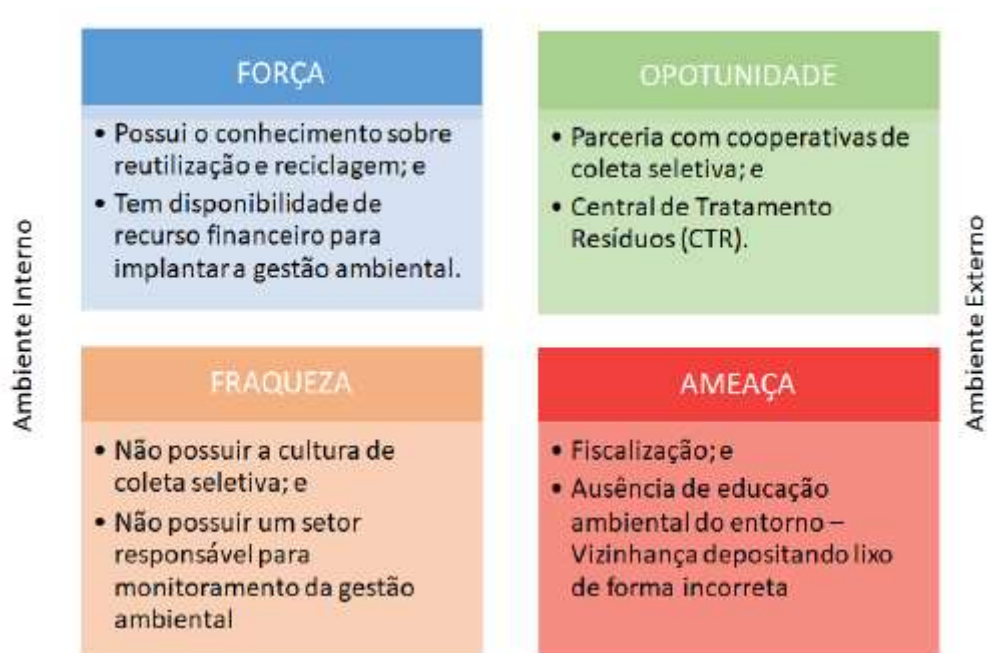 Ambiente Interno
FORÇA
• Possui o conhecimento sobre
reutilização e reciclagem; e
• Tem disponibilidade de
recurso financeiro para
implantar a gestão ambiental.
OPOTUNIDADE
• Parceria com cooperativas de
coleta seletiva; e
• Central de Tratamento
Resíduos (CTR).
FRAQUEZA
• Não possuir a cultura de
coleta seletiva; e
• Não possuir um setor
responsável para
monitoramento da gestão
ambiental
AMEAÇA
• Fiscalização; e
• Ausência de educação
ambiental do entorno –
Vizinhança depositando lixo
de forma incorreta
Ambiente Externo